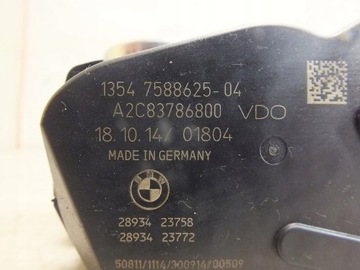 1354 7588625-04
A2C83786800 VDO
18.10.14/ 01804
MADE IN GERMANY
BMW
28934 23758
28934 23772
50811/1114/300914/00509